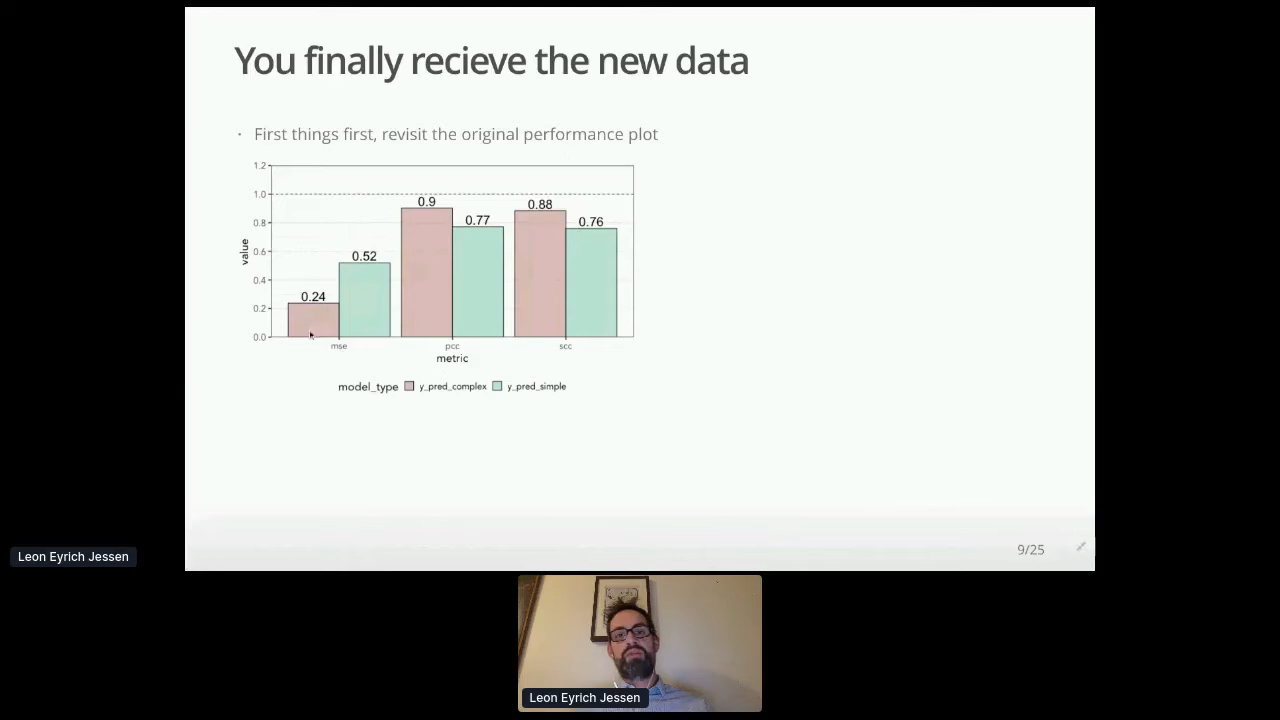 You finally recieve the new data
· First things first, revisit the original performance plot
1.2
1.0
0.8
0.6
0.4
0.2
0.0
value
0.24
0.52
0.9
0.77
0.88
0.76
mse
pcc
scc
metric
model_type y_pred_complex y_pred_simple
9/25
Leon Eyrich Jessen
Leon Eyrich Jessen